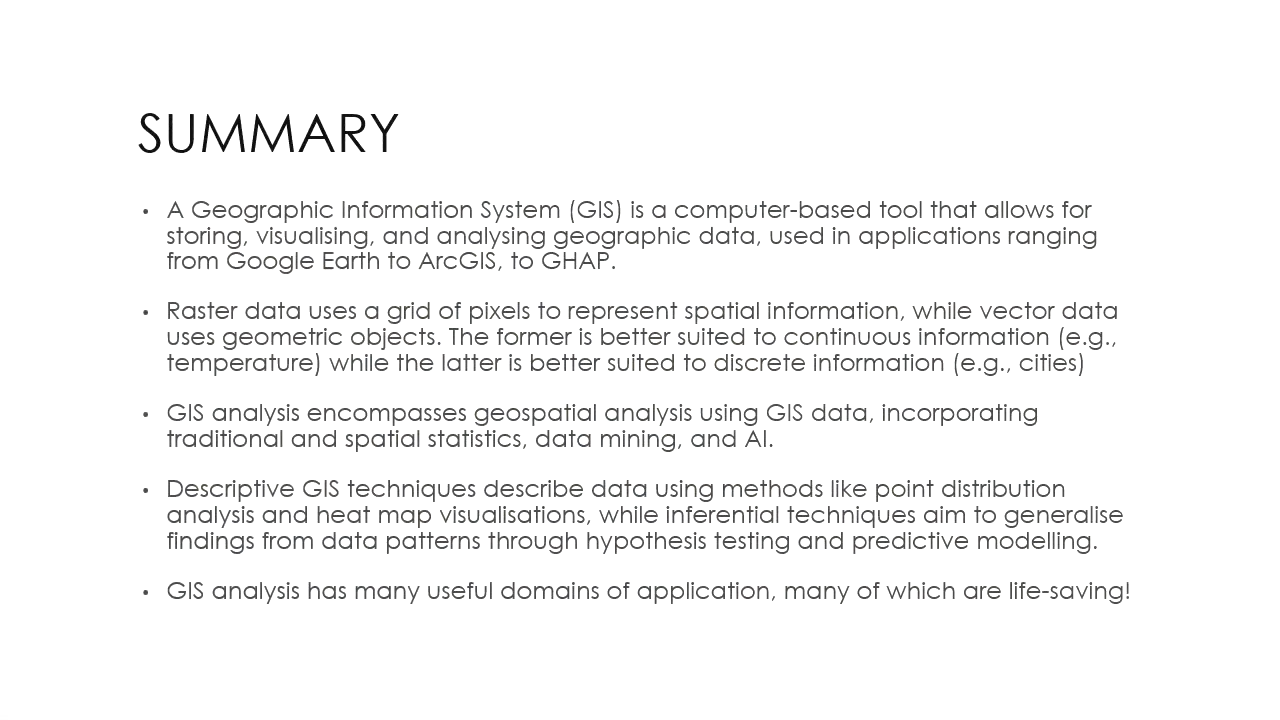 SUMMARY
• A Geographic Information System (GIS) is a computer-based tool that allows for
storing, visualising, and analysing geographic data, used in applications ranging
from Google Earth to ArcGIS, to GHAP.
• Raster data uses a grid of pixels to represent spatial information, while vector data
uses geometric objects. The former is better suited to continuous information (e.g.,
temperature) while the latter is better suited to discrete information (e.g., cities)
• GIS analysis encompasses geospatial analysis using GIS data, incorporating
traditional and spatial statistics, data mining, and AI.
• Descriptive GIS techniques describe data using methods like point distribution
analysis and heat map visualisations, while inferential techniques aim to generalise
findings from data patterns through hypothesis testing and predictive modelling.
• GIS analysis has many useful domains of application, many of which are life-saving!